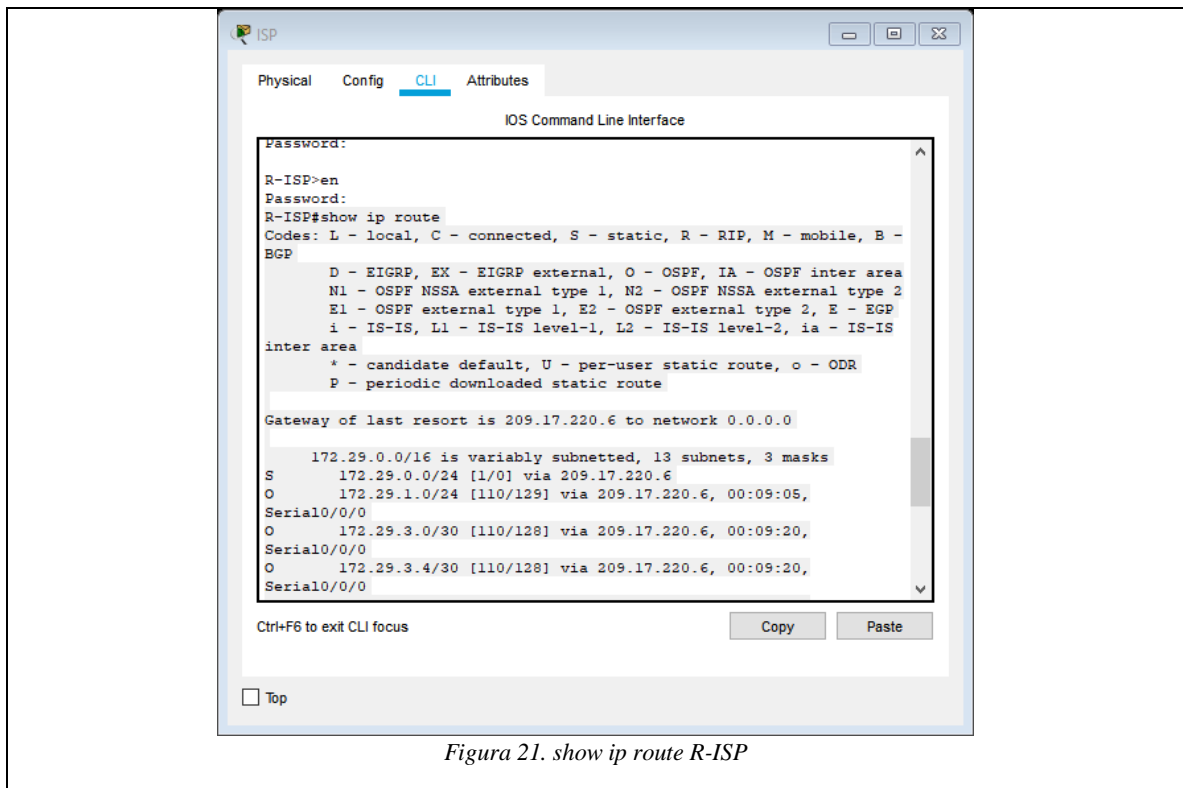 ISP
Physical Config CLI Attributes
IOS Command Line Interface
Password:
R-ISP>en
Password:
R-ISP#show ip route
Codes: L - local, C - connected, S - static, R - RIP, M - mobile, B -
BGP
D - EIGRP, EX - EIGRP external, O - OSPF, IA - OSPF inter area
N1 - OSPF NSSA external type 1, N2 - OSPF NSSA external type 2
E1 - OSPF external type 1, E2 - OSPF external type 2, E - EGP
i - IS-IS, L1 - IS-IS level-1, L2 - IS-IS level-2, ia - IS-IS
inter area
* - candidate default, U - per-user static route, o - ODR
P - periodic downloaded static route
Gateway of last resort is 209.17.220.6 to network 0.0.0.0
172.29.0.0/16 is variably subnetted, 13 subnets, 3 masks
S 172.29.0.0/24 [1/0] via 209.17.220.6
O 172.29.1.0/24 [110/129] via 209.17.220.6, 00:09:05,
Serial0/0/0
O 172.29.3.0/30 [110/128] via 209.17.220.6, 00:09:20,
Serial0/0/0
O 172.29.3.4/30 [110/128] via 209.17.220.6, 00:09:20,
Serial0/0/0
Ctrl+F6 to exit CLI focus
Copy Paste
Top
Figura 21. show ip route R-ISP